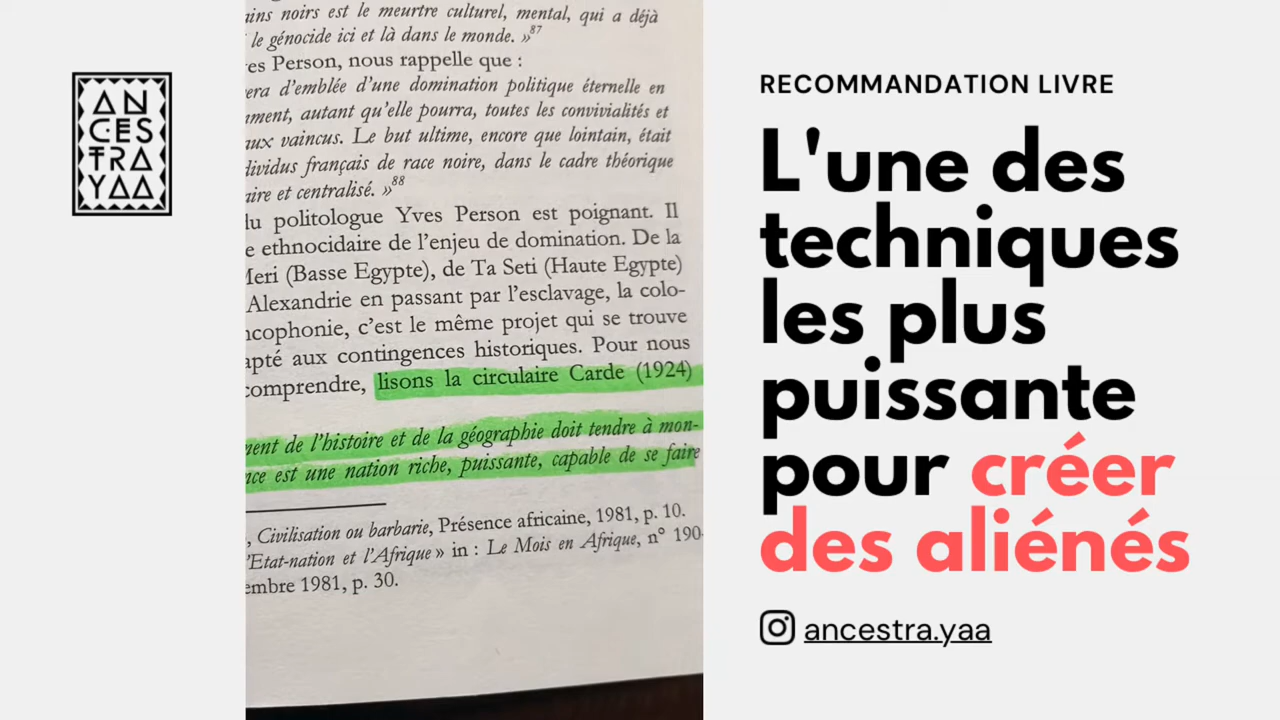 AN
CES
TRA
YAA
ains noirs est le meurtre culturel, mental, qui a déjà
le génocide ici et là dans le monde. »87
es Person, nous rappelle que :
era d'emblée d'une domination politique éternelle en
ment, autant qu'elle pourra, toutes les convivialités et
aux vaincus. Le but ultime, encore que lointain, était
dividus français de race noire, dans le cadre théorique
aire et centralisé. »88
du politologue Yves Person est poignant. Il
e ethnocidaire de l'enjeu de domination. De la
Meri (Basse Egypte), de Ta Seti (Haute Egypte)
Alexandrie en passant par l'esclavage, la colo-
ncophonie, c'est le même projet qui se trouve
apté aux contingences historiques. Pour nous
comprendre, lisons la circulaire Carde (1924)
ment de l'histoire et de la géographie doit tendre à mon-
nce est une nation riche, puissante, capable de se faire
, Civilisation ou barbarie, Présence africaine, 1981, p. 10.
'Etat-nation et l'Afrique » in : Le Mois en Afrique, n° 190-
embre 1981, p. 30.
RECOMMANDATION LIVRE
L'une des
techniques
les plus
puissante
pour créer
des aliénés
ancestra.yaa